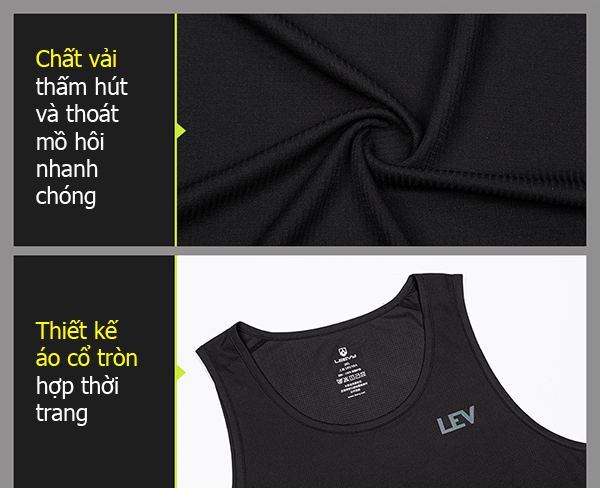 Chất vải
thấm hút
và thoát
mồ hôi
nhanh
chóng
Thiết kế
áo cổ tròn
hợp thời
trang
LEEVY
LEV